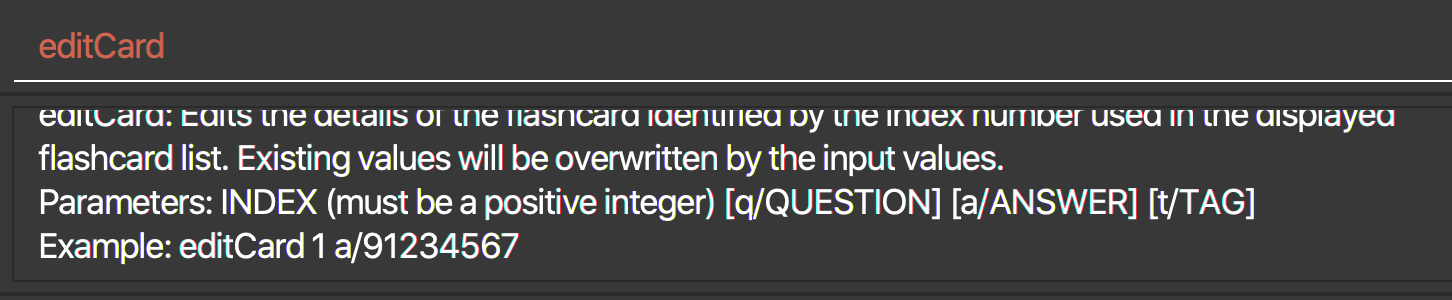 editCard
editCard: Edits the details of the flashcard identified by the index number used in the displayed
flashcard list. Existing values will be overwritten by the input values.
Parameters: INDEX (must be a positive integer) [q/QUESTION] [a/ANSWER] [t/TAG]
Example: editCard 1 a/91234567